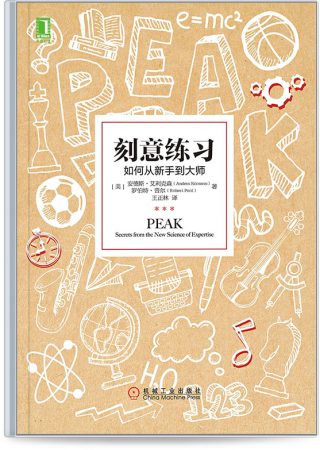 e=mc²
PEAK
刻意练习
如何从新手到大师
[美] 安德斯·艾利克森 (Anders Ericsson) 著
罗伯特·普尔 (Robert Pool)
王正林 译
PEAK
Secrets from the New Science of Expertise
HO
123
机械工业出版社
China Machine Press